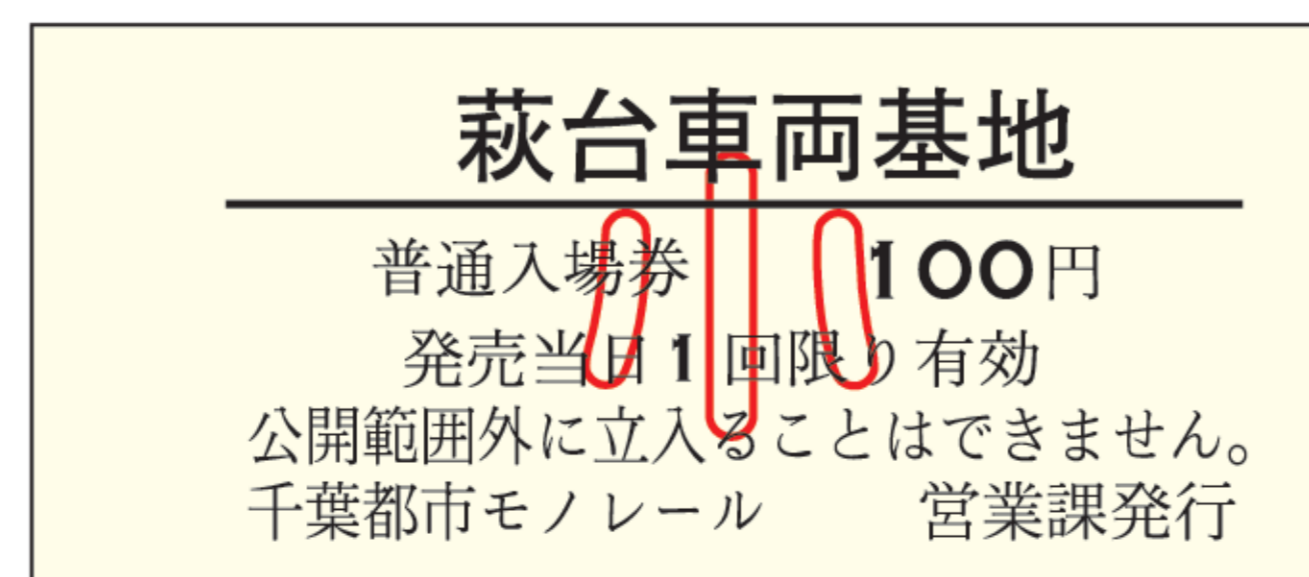 萩台車両基地
普通入場券 100円
発売当日1回限り有効
公開範囲外に立入ることはできません。
千葉都市モノレール 営業課発行